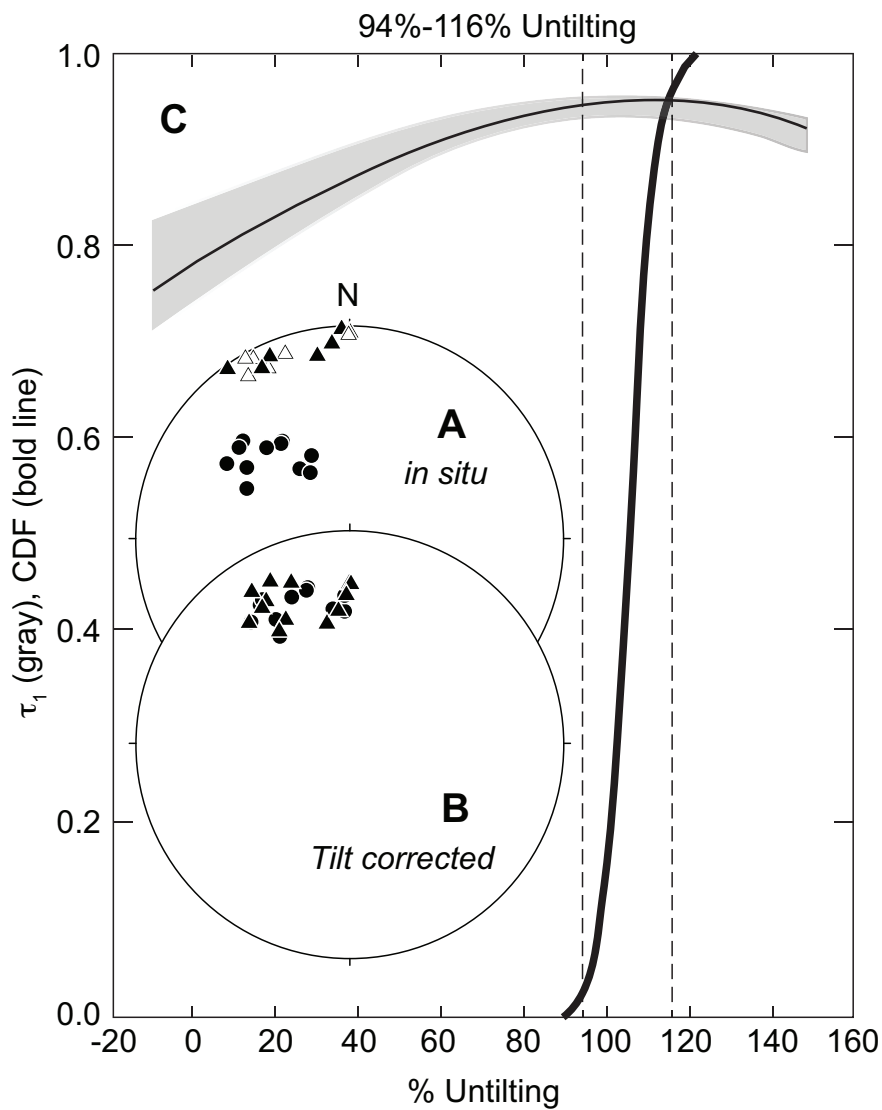 94%-116% Untilting
1.0
C
0.8
N
A
in situ
0.6
τ1 (gray), CDF (bold line)
0.4
B
Tilt corrected
0.2
0.0
-20 0 20 40 60 80 100 120 140 160
% Untilting